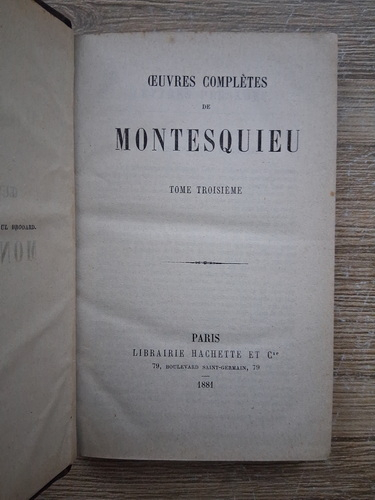 ŒUVRES COMPLÈTES
DE
MONTESQUIEU
TOME TROISIÈME
PARIS
LIBRAIRIE HACHETTE ET Cie
79, BOULEVARD SAINT-GERMAIN, 79
1881